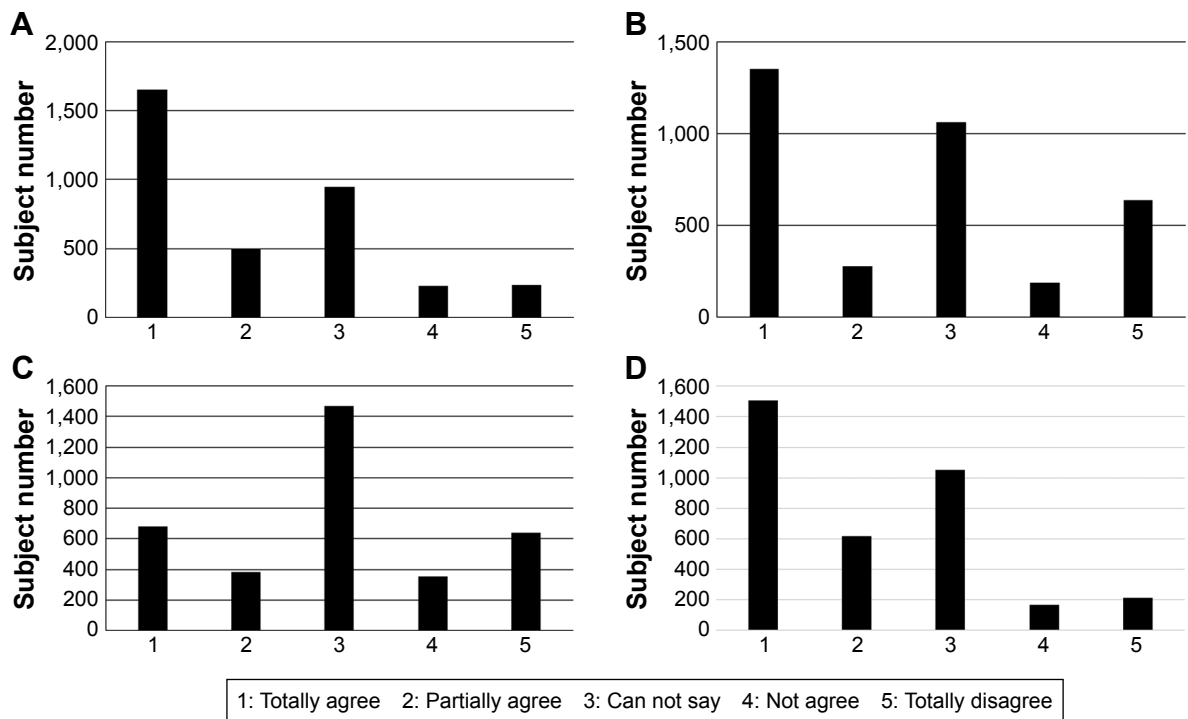 A
Subject number
2,000
1,500
1,000
500
0
1 2 3 4 5
B
Subject number
1,500
1,000
500
0
1 2 3 4 5
C
Subject number
1,600
1,400
1,200
1,000
800
600
400
200
0
1 2 3 4 5
D
Subject number
1,600
1,400
1,200
1,000
800
600
400
200
0
1 2 3 4 5
1: Totally agree 2: Partially agree 3: Can not say 4: Not agree 5: Totally disagree